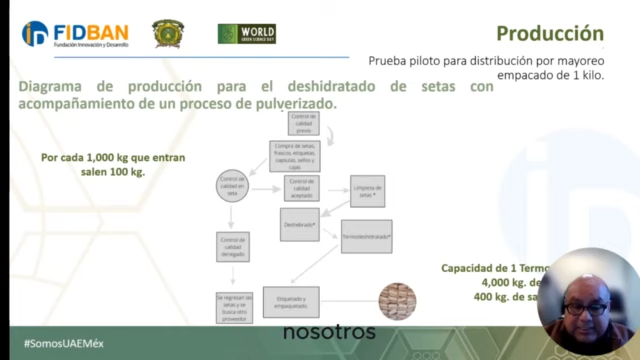 FIDBAN
Fundación Innovación y Desarrollo
WORLD
GREEN SCIENCE DAY
Producción
Prueba piloto para distribución por mayoreo
empacado de 1 kilo.
Diagrama de producción para el deshidratado de setas con
acompañamiento de un proceso de pulverizado.
Por cada 1,000 kg que entran
salen 100 kg.
Control de
calidad
previo
Compra de setas,
frascos, etiquetas,
capsulas, sellos y
cajas.
Control de
calidad en
seta
Control de
calidad
aceptado
Limpieza de
setas *
Deshebrado*
Termodeshidratado*
Control de
calidad
denegado
Se regresan las
setas y se
busca otro
proveedor
Etiquetado y
empaquetado.
Capacidad de 1 Termo
4,000 kg. de
400 kg. de sa
nosotros
#SomosUAEMéx